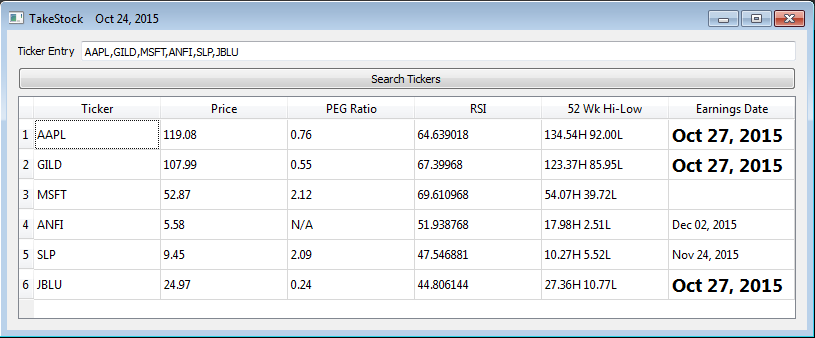 TakeStock Oct 24, 2015
Ticker Entry AAPL,GILD,MSFT,ANFI,SLP,JBLU
Search Tickers
Ticker Price PEG Ratio RSI 52 Wk Hi-Low Earnings Date
1 AAPL 119.08 0.76 64.639018 134.54H 92.00L Oct 27, 2015
2 GILD 107.99 0.55 67.39968 123.37H 85.95L Oct 27, 2015
3 MSFT 52.87 2.12 69.610968 54.07H 39.72L
4 ANFI 5.58 N/A 51.938768 17.98H 2.51L Dec 02, 2015
5 SLP 9.45 2.09 47.546881 10.27H 5.52L Nov 24, 2015
6 JBLU 24.97 0.24 44.806144 27.36H 10.77L Oct 27, 2015